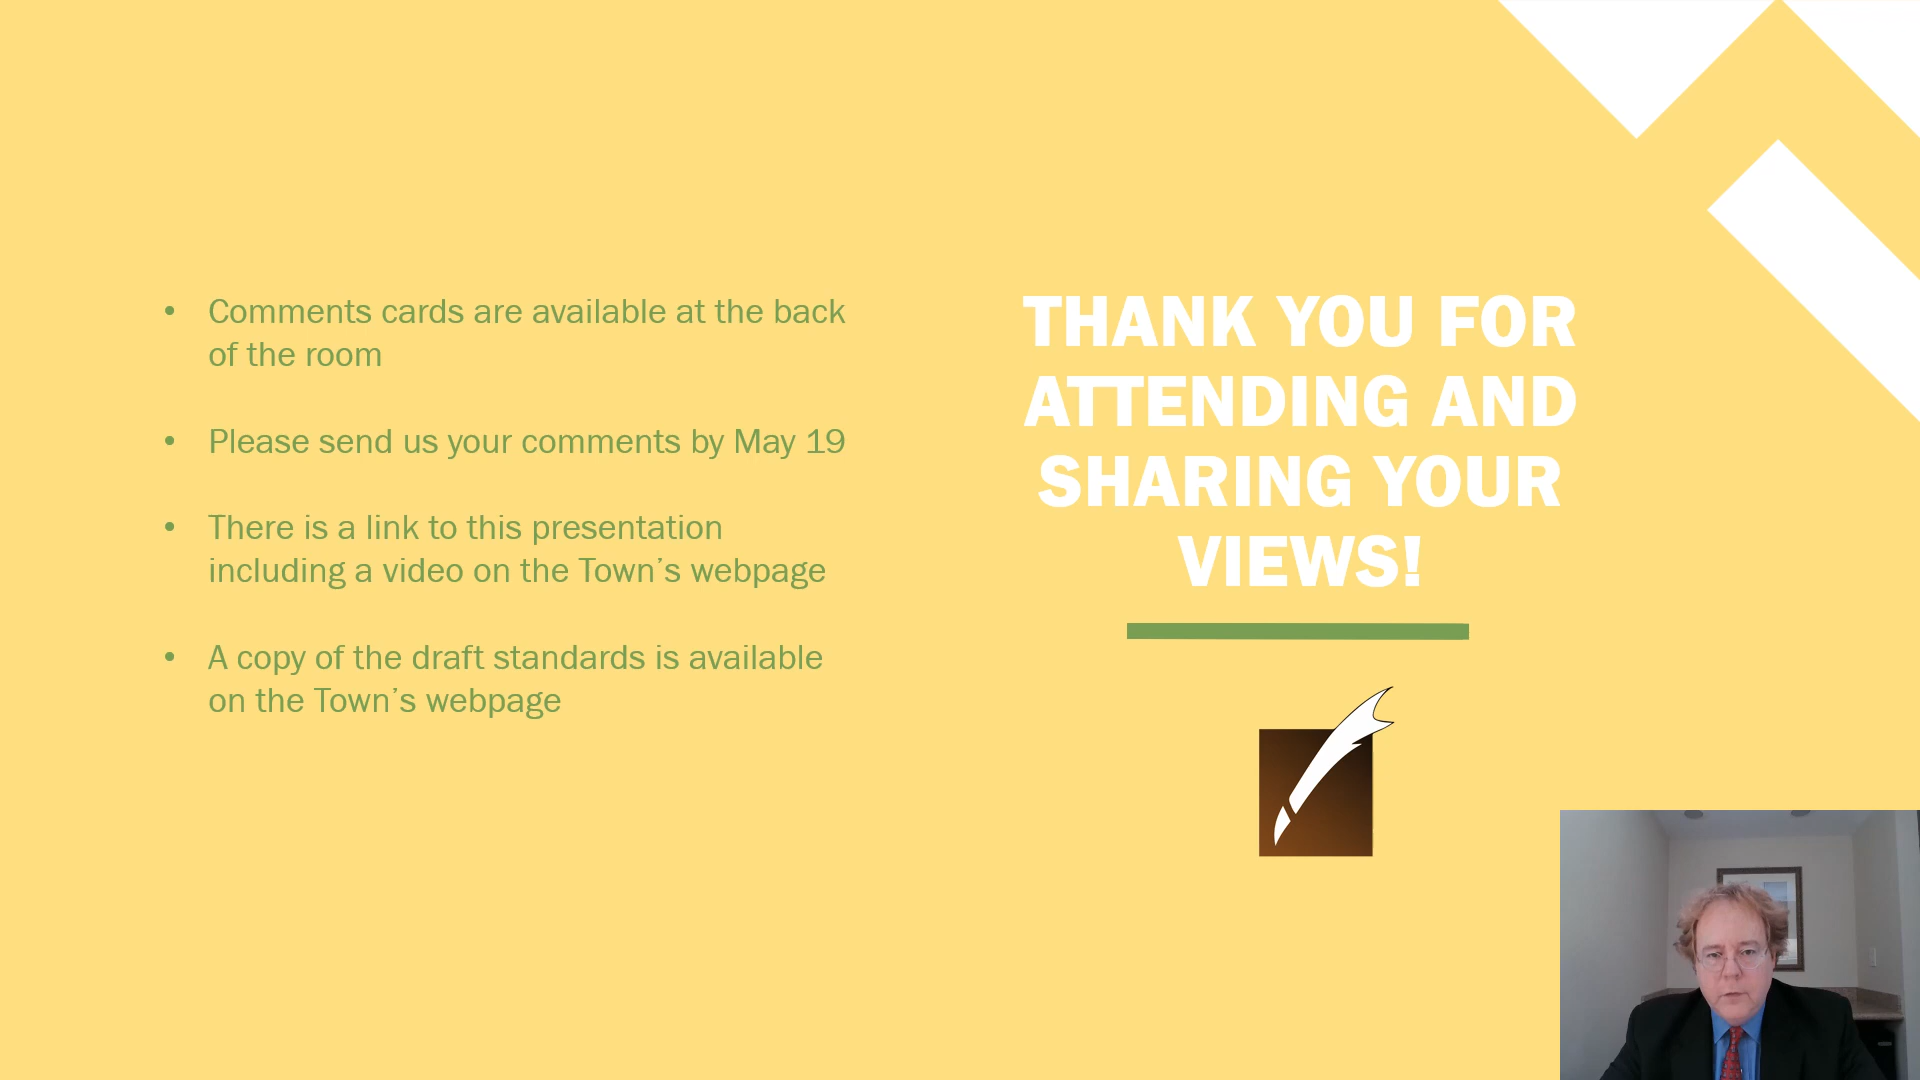 • Comments cards are available at the back
of the room
• Please send us your comments by May 19
• There is a link to this presentation
including a video on the Town’s webpage
• A copy of the draft standards is available
on the Town’s webpage
THANK YOU FOR
ATTENDING AND
SHARING YOUR
VIEWS!